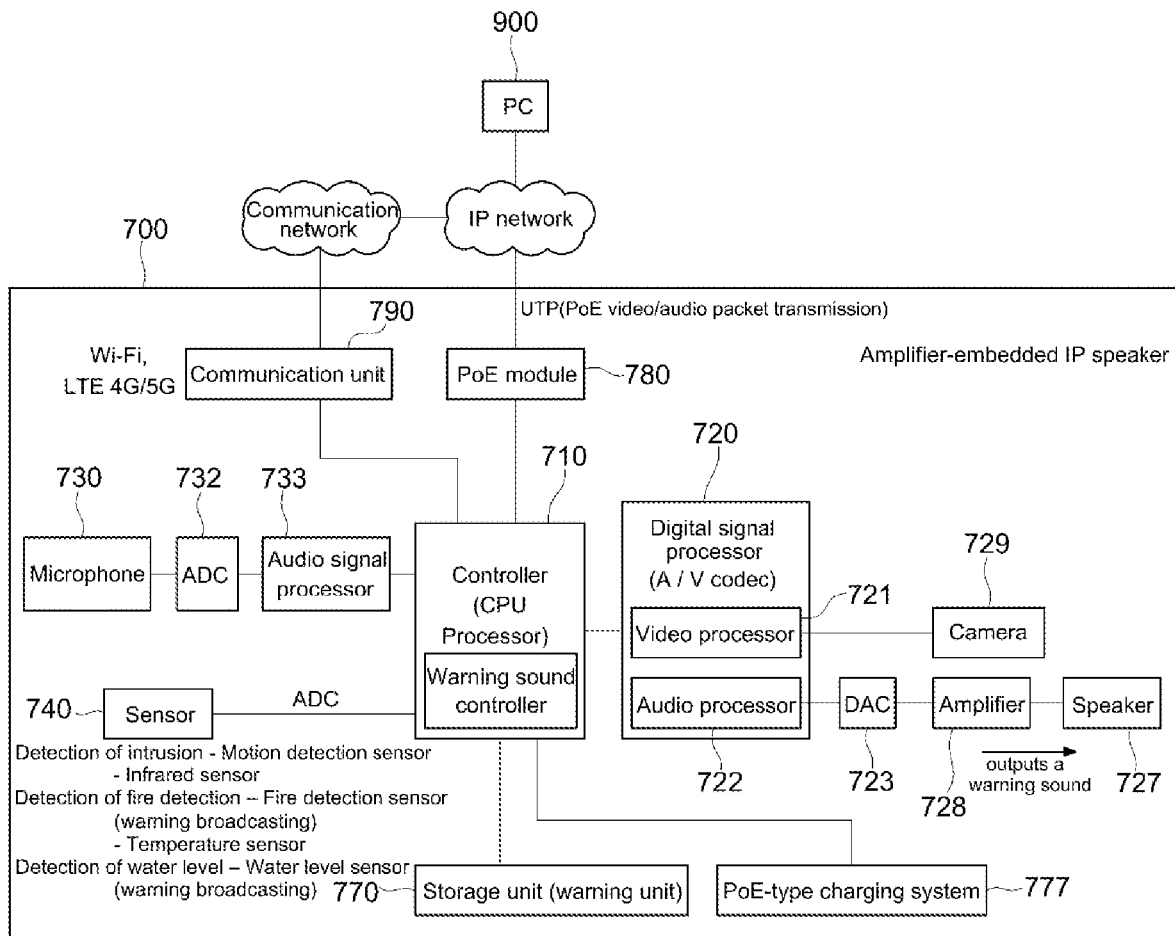 900
PC
Communication
network
IP network
700
790
UTP(PoE video/audio packet transmission)
Wi-Fi,
LTE 4G/5G
Communication unit
PoE module
780
Amplifier-embedded IP speaker
710
720
730
732
733
Microphone
ADC
Audio signal
processor
Controller
(CPU
Processor)
Warning sound
controller
Digital signal
processor
(A / V codec)
721
Video processor
729
Camera
740
Sensor
ADC
Audio processor
DAC
Amplifier
Speaker
722
723
728
727
outputs a
warning sound
Detection of intrusion - Motion detection sensor
- Infrared sensor
Detection of fire detection – Fire detection sensor
(warning broadcasting)
- Temperature sensor
Detection of water level – Water level sensor
(warning broadcasting)
770
Storage unit (warning unit)
PoE-type charging system
777